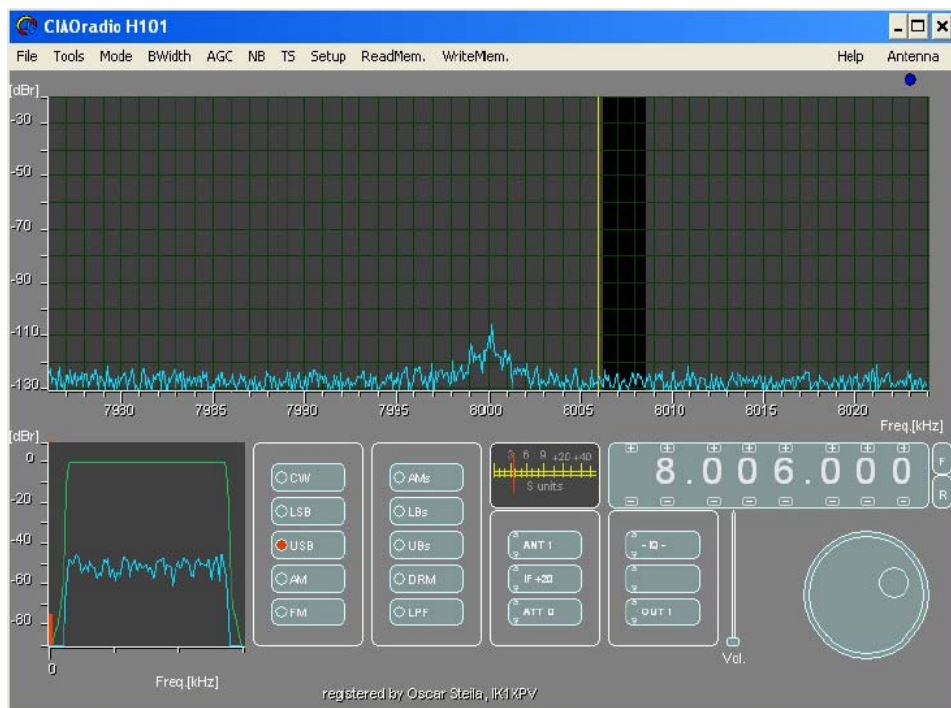 CIAOradio H101
File Tools Mode BWidth AGC NB TS Setup ReadMem. WriteMem. Help Antenna
[dBr]
-30
-50
-70
-90
-110
-130
7980 7985 7990 7995 8000 8005 8010 8015 8020
Freq.[kHz]
[dBr]
0
-20
-40
-60
-80
0
Freq.[kHz]
CW
LSB
USB
AM
FM
AMs
LBs
UBs
DRM
LPF
3 6 9 +20 +40
S units
8.006.000
F
R
ANT 1
IF +20
ATT 0
- IQ -
OUT 1
Vol.
registered by Oscar Steila, IK1XPV